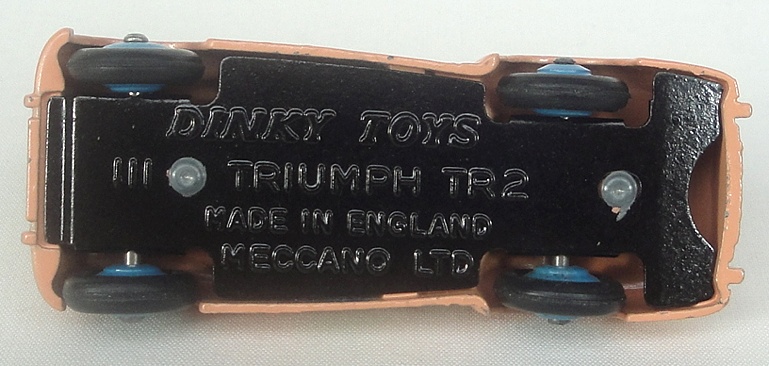 DINKY TOYS
111 TRIUMPH TR2
MADE IN ENGLAND
MECCANO LTD